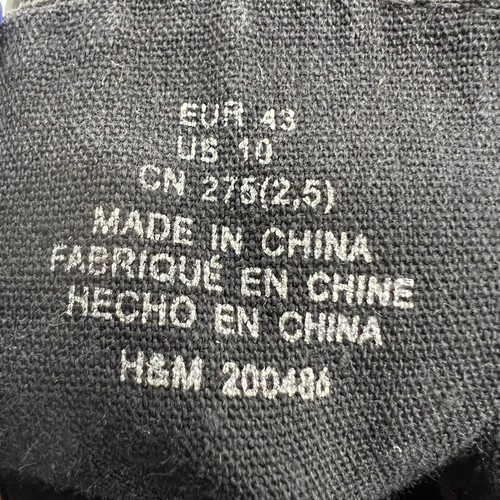 EUR 43
US 10
CN 275(2,5)
MADE IN CHINA
FABRIQUÉ EN CHINE
HECHO EN CHINA
H&M 200486